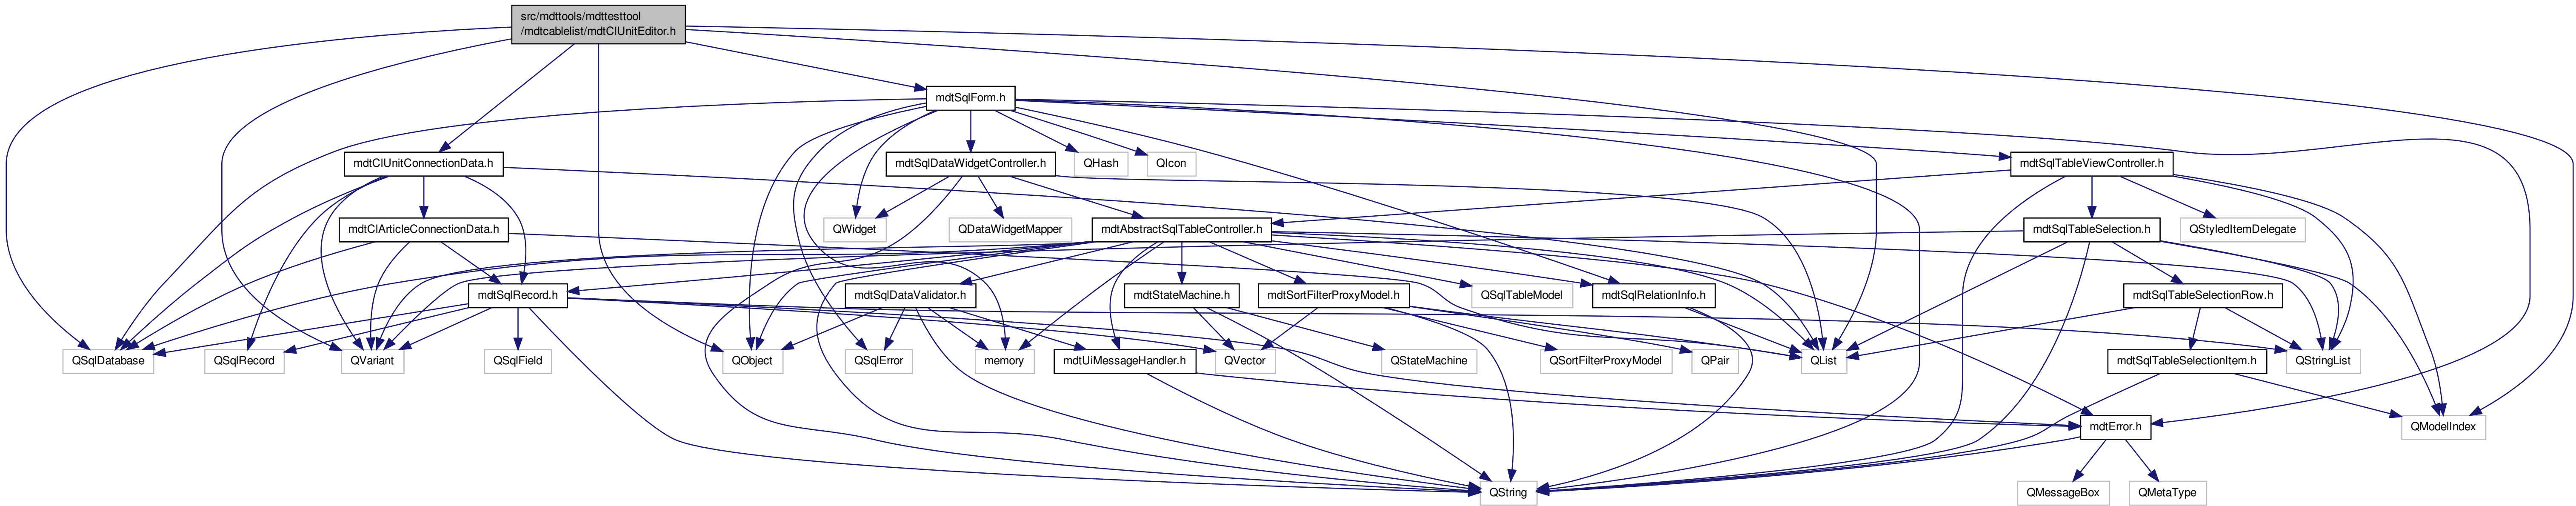 src/mdttools/mdttesttool
/mdtcablelist/mdtClUnitEditor.h
mdtSqlForm.h
mdtClUnitConnectionData.h
mdtSqlDataWidgetController.h
QHash
QIcon
mdtSqlTableViewController.h
mdtClArticleConnectionData.h
QWidget
QDataWidgetMapper
mdtAbstractSqlTableController.h
mdtSqlTableSelection.h
QStyledItemDelegate
mdtSqlRecord.h
mdtSqlDataValidator.h
mdtStateMachine.h
mdtSortFilterProxyModel.h
QSqlTableModel
mdtSqlRelationInfo.h
mdtSqlTableSelectionRow.h
QSqlDatabase
QSqlRecord
QVariant
QSqlField
QObject
QSqlError
memory
mdtUiMessageHandler.h
QVector
QStateMachine
QSortFilterProxyModel
QPair
QList
mdtSqlTableSelectionItem.h
QStringList
mdtError.h
QModelIndex
QString
QMessageBox
QMetaType